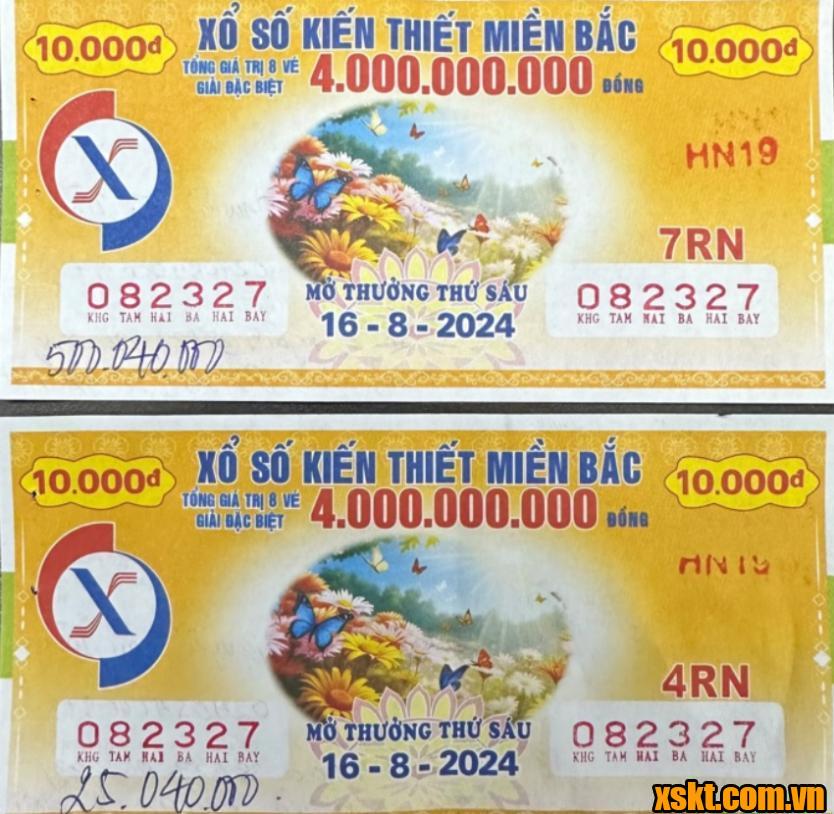 10.000đ
XỔ SỐ KIẾN THIẾT MIỀN BẮC
10.000đ
TỔNG GIÁ TRỊ 8 VÉ
GIẢI ĐẶC BIỆT
4.000.000.000 ĐỒNG
X
HN19
7RN
082327
KHG TAM HAI BA HAI BAY
MỞ THƯỞNG THỨ SÁU
16-8-2024
082327
KHG TAM HAI BA HAI BAY
500.040.000
10.000đ
XỔ SỐ KIẾN THIẾT MIỀN BẮC
10.000đ
TỔNG GIÁ TRỊ 8 VÉ
GIẢI ĐẶC BIỆT
4.000.000.000 ĐỒNG
X
HN19
4RN
082327
KHG TAM HAI BA HAI BAY
MỞ THƯỞNG THỨ SÁU
16-8-2024
082327
KHG TAM HAI BA HAI BAY
25.040.000.
xskt.com.vn